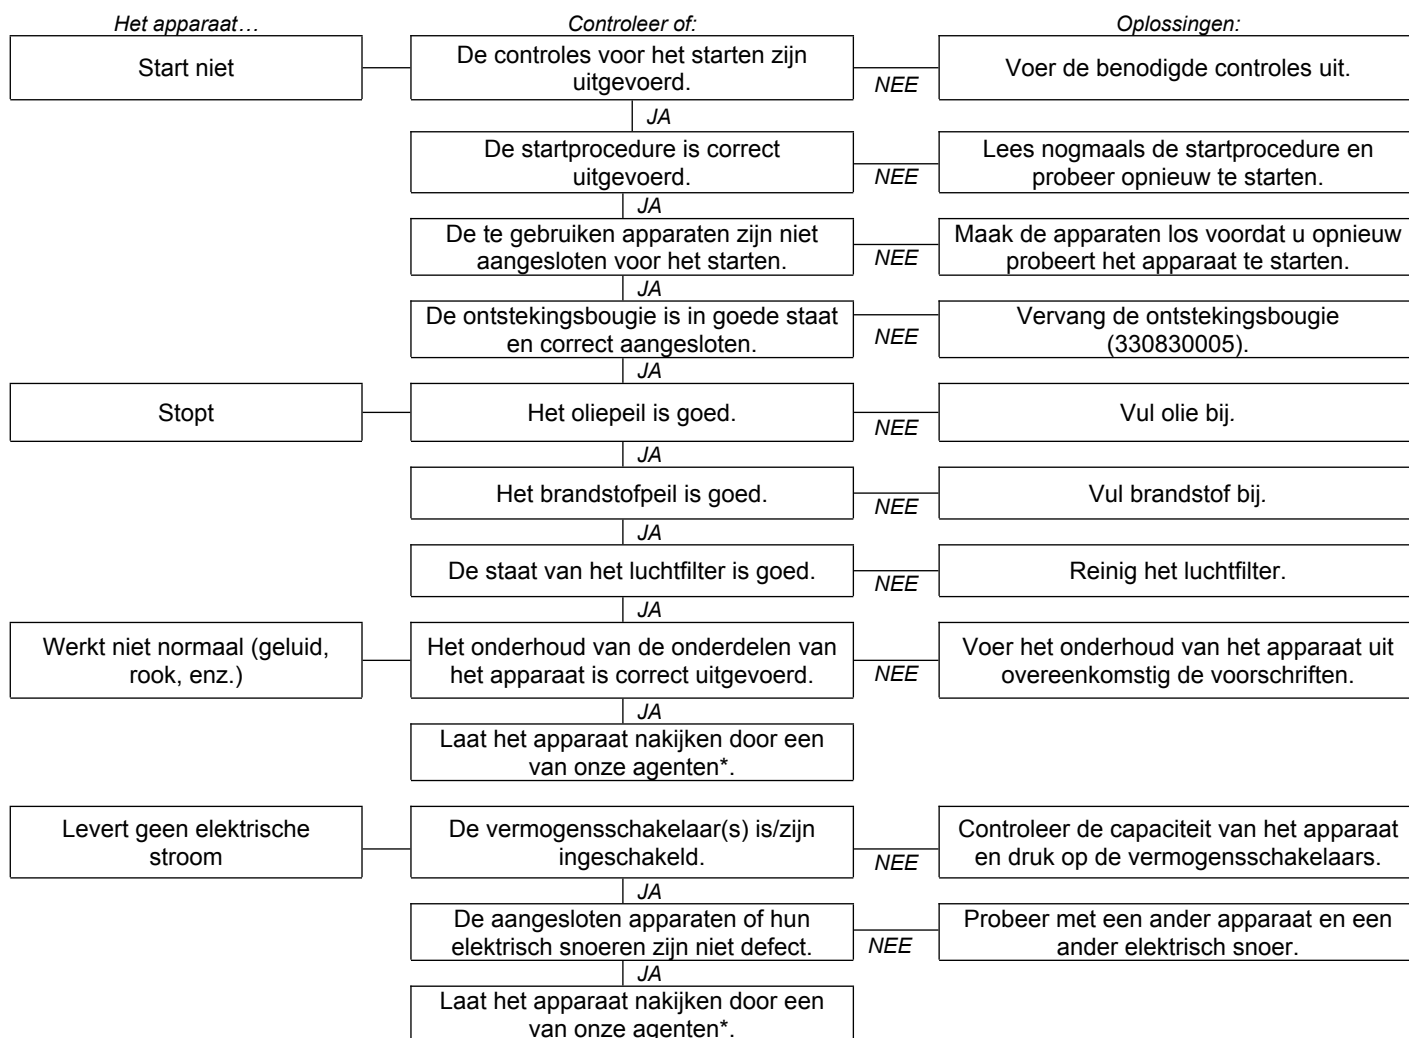 Het apparaat…
Controleer of:
Oplossingen:
Start niet
De controles voor het starten zijn
uitgevoerd.
NEE
Voer de benodigde controles uit.
JA
De startprocedure is correct
uitgevoerd.
NEE
Lees nogmaals de startprocedure en
probeer opnieuw te starten.
JA
De te gebruiken apparaten zijn niet
aangesloten voor het starten.
NEE
Maak de apparaten los voordat u opnieuw
probeert het apparaat te starten.
JA
De ontstekingsbougie is in goede staat
en correct aangesloten.
NEE
Vervang de ontstekingsbougie
(330830005).
JA
Stopt
Het oliepeil is goed.
NEE
Vul olie bij.
JA
Het brandstofpeil is goed.
NEE
Vul brandstof bij.
JA
De staat van het luchtfilter is goed.
NEE
Reinig het luchtfilter.
JA
Werkt niet normaal (geluid,
rook, enz.)
Het onderhoud van de onderdelen van
het apparaat is correct uitgevoerd.
NEE
Voer het onderhoud van het apparaat uit
overeenkomstig de voorschriften.
JA
Laat het apparaat nakijken door een
van onze agenten*.
Levert geen elektrische
stroom
De vermogensschakelaar(s) is/zijn
ingeschakeld.
NEE
Controleer de capaciteit van het apparaat
en druk op de vermogensschakelaars.
JA
De aangesloten apparaten of hun
elektrisch snoeren zijn niet defect.
NEE
Probeer met een ander apparaat en een
ander elektrisch snoer.
JA
Laat het apparaat nakijken door een
van onze agenten*.